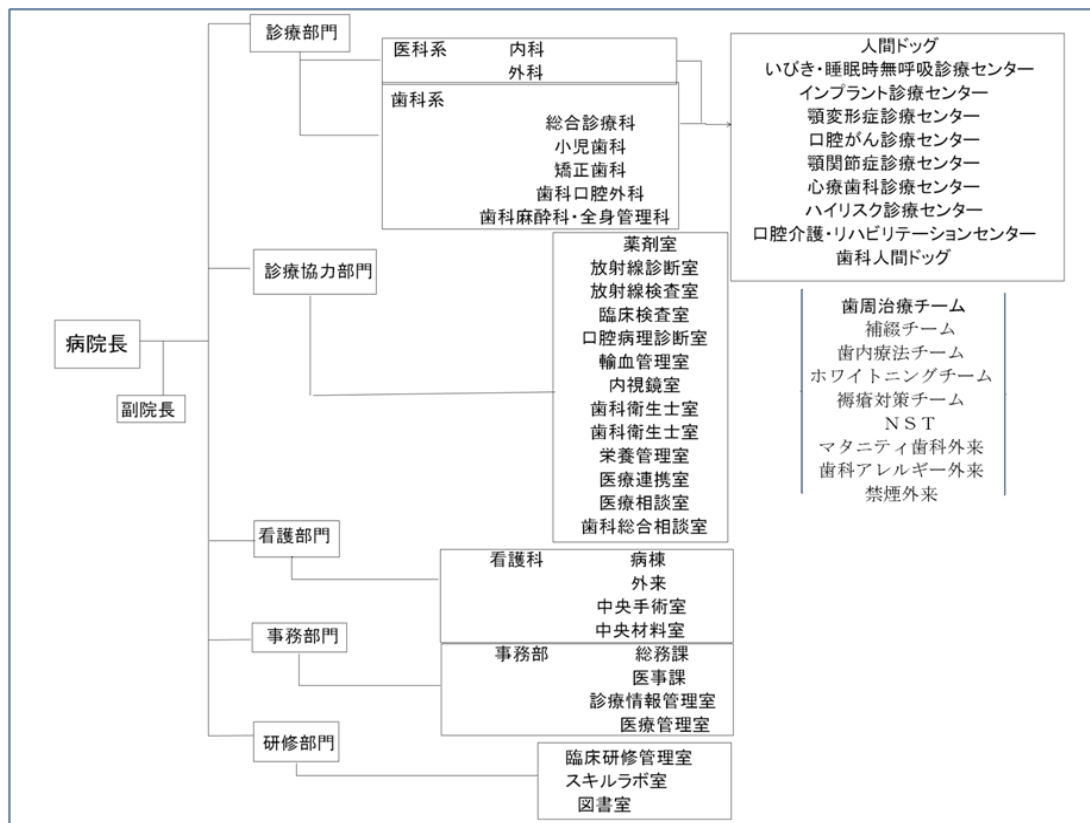 病院長
副院長
診療部門
医科系 内科
外科
歯科系
総合診療科
小児歯科
矯正歯科
歯科口腔外科
歯科麻酔科・全身管理科
人間ドッグ
いびき・睡眠時無呼吸診療センター
インプラント診療センター
顎変形症診療センター
口腔がん診療センター
顎関節症診療センター
心療歯科診療センター
ハイリスク診療センター
口腔介護・リハビリテーションセンター
歯科人間ドッグ
歯周治療チーム
補綴チーム
歯内療法チーム
ホワイトニングチーム
褥瘡対策チーム
ＮＳＴ
マタニティ歯科外来
歯科アレルギー外来
禁煙外来
診療協力部門
薬剤室
放射線診断室
放射線検査室
臨床検査室
口腔病理診断室
輸血管理室
内視鏡室
歯科衛生士室
歯科衛生士室
栄養管理室
医療連携室
医療相談室
歯科総合相談室
看護部門
看護科 病棟
外来
中央手術室
中央材料室
事務部門
事務部 総務課
医事課
診療情報管理室
医療管理室
研修部門
臨床研修管理室
スキルラボ室
図書室